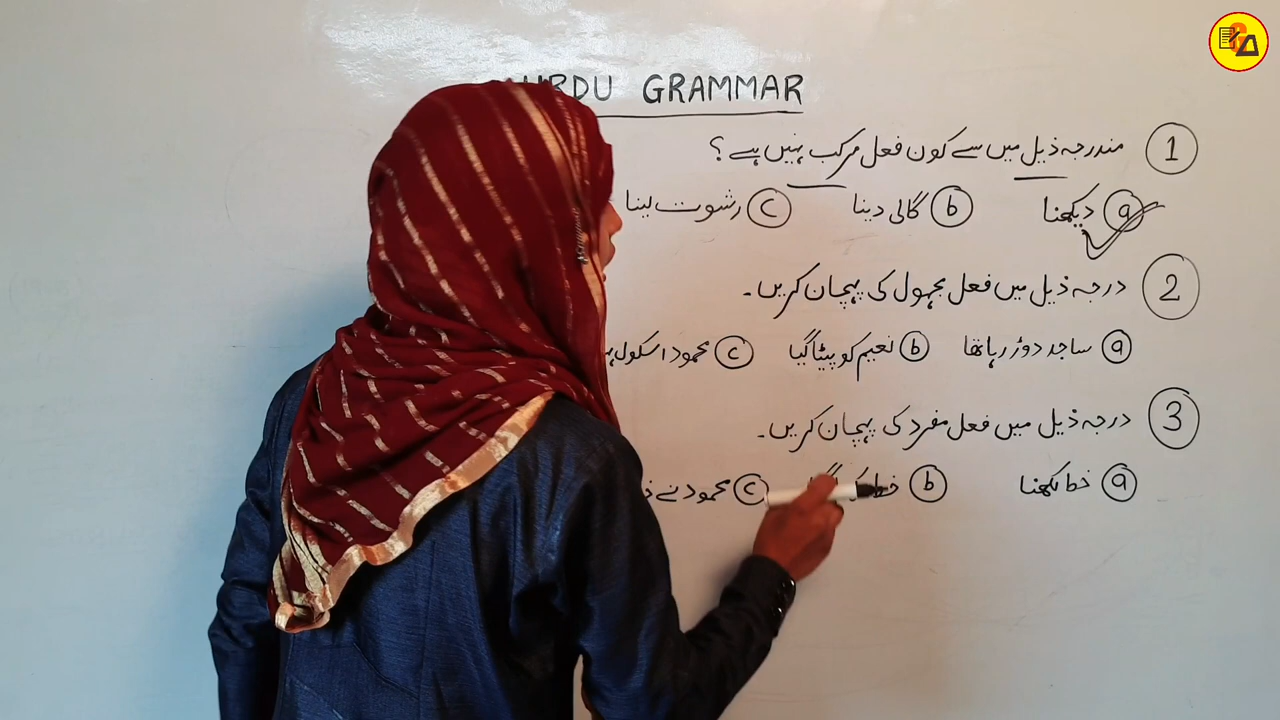 URDU GRAMMAR
1 مندرجہ ذیل میں سے کون فعل مرکب نہیں ہے؟
a دیکھنا b گالی دینا c رشوت لینا
2 درجہ ذیل میں فعل مجہول کی پہچان کریں۔
a ساجد دوڑ رہا تھا b نعیم کو پیٹا گیا c محمود اسکول
3 درجہ ذیل میں فعل مفرد کی پہچان کریں۔
a خط لکھنا b خط c محمود نے